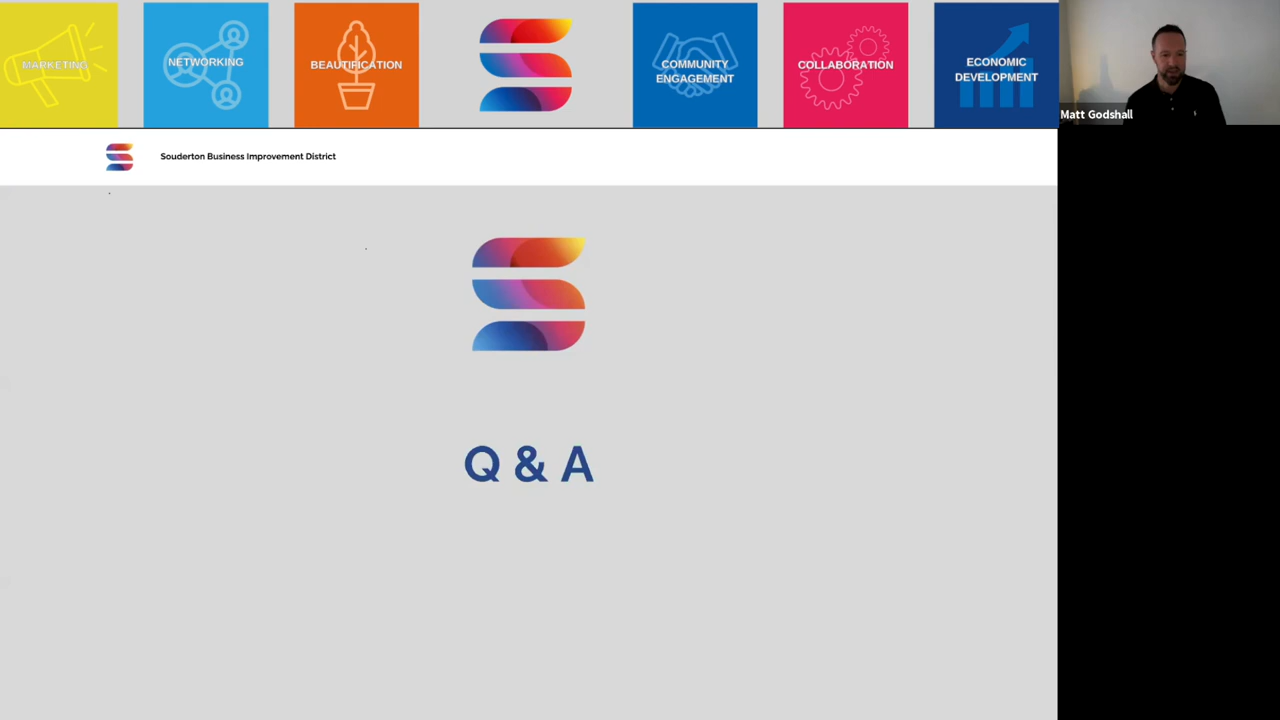 MARKETING
NETWORKING
BEAUTIFICATION
COMMUNITY
ENGAGEMENT
COLLABORATION
ECONOMIC
DEVELOPMENT
Matt Godshall
Souderton Business Improvement District
Q & A